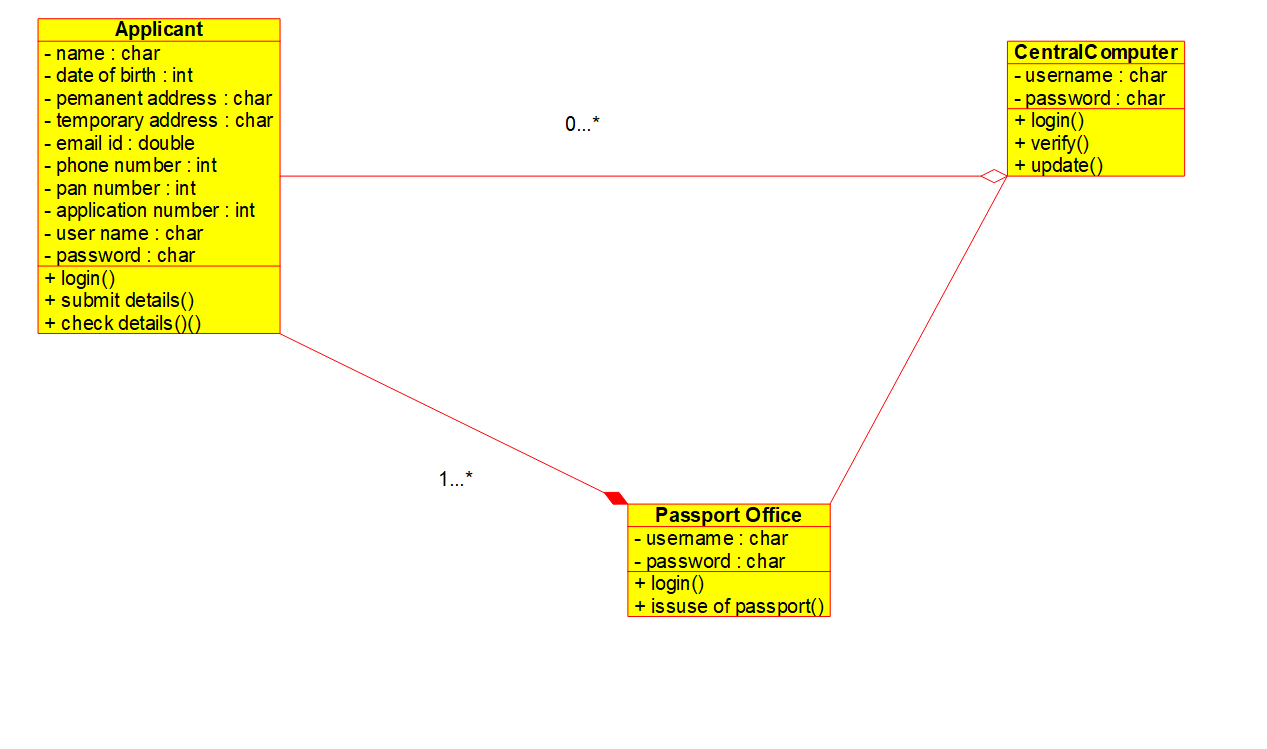 Applicant
- name : char
- date of birth : int
- pemanent address : char
- temporary address : char
- email id : double
- phone number : int
- pan number : int
- application number : int
- user name : char
- password : char
+ login()
+ submit details()
+ check details()()
0...*
CentralComputer
- username : char
- password : char
+ login()
+ verify()
+ update()
1...*
Passport Office
- username : char
- password : char
+ login()
+ issuse of passport()